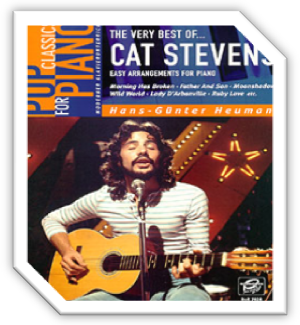 POP
CLASSICS
FOR PIANO
THE VERY BEST OF...
CAT STEVENS
EASY ARRANGEMENTS FOR PIANO
Morning Has Broken · Father And Son · Moonshadow
Wild World · Lady D'Arbanville · Ruby Love etc.
Hans-Günter Heumann